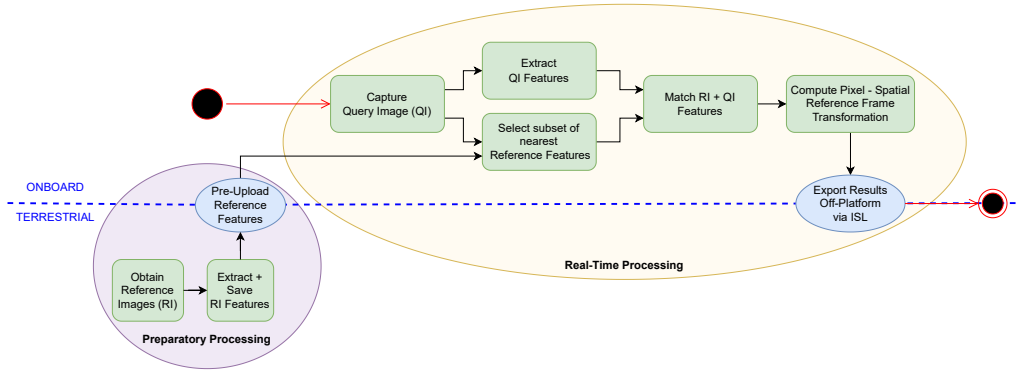 Extract
QI Features
Capture
Query Image (QI)
Match RI + QI
Features
Compute Pixel - Spatial
Reference Frame
Transformation
Select subset of
nearest
Reference Features
ONBOARD
TERRESTRIAL
Pre-Upload
Reference
Features
Export Results
Off-Platform
via ISL
Obtain
Reference
Images (RI)
Extract +
Save
RI Features
Real-Time Processing
Preparatory Processing